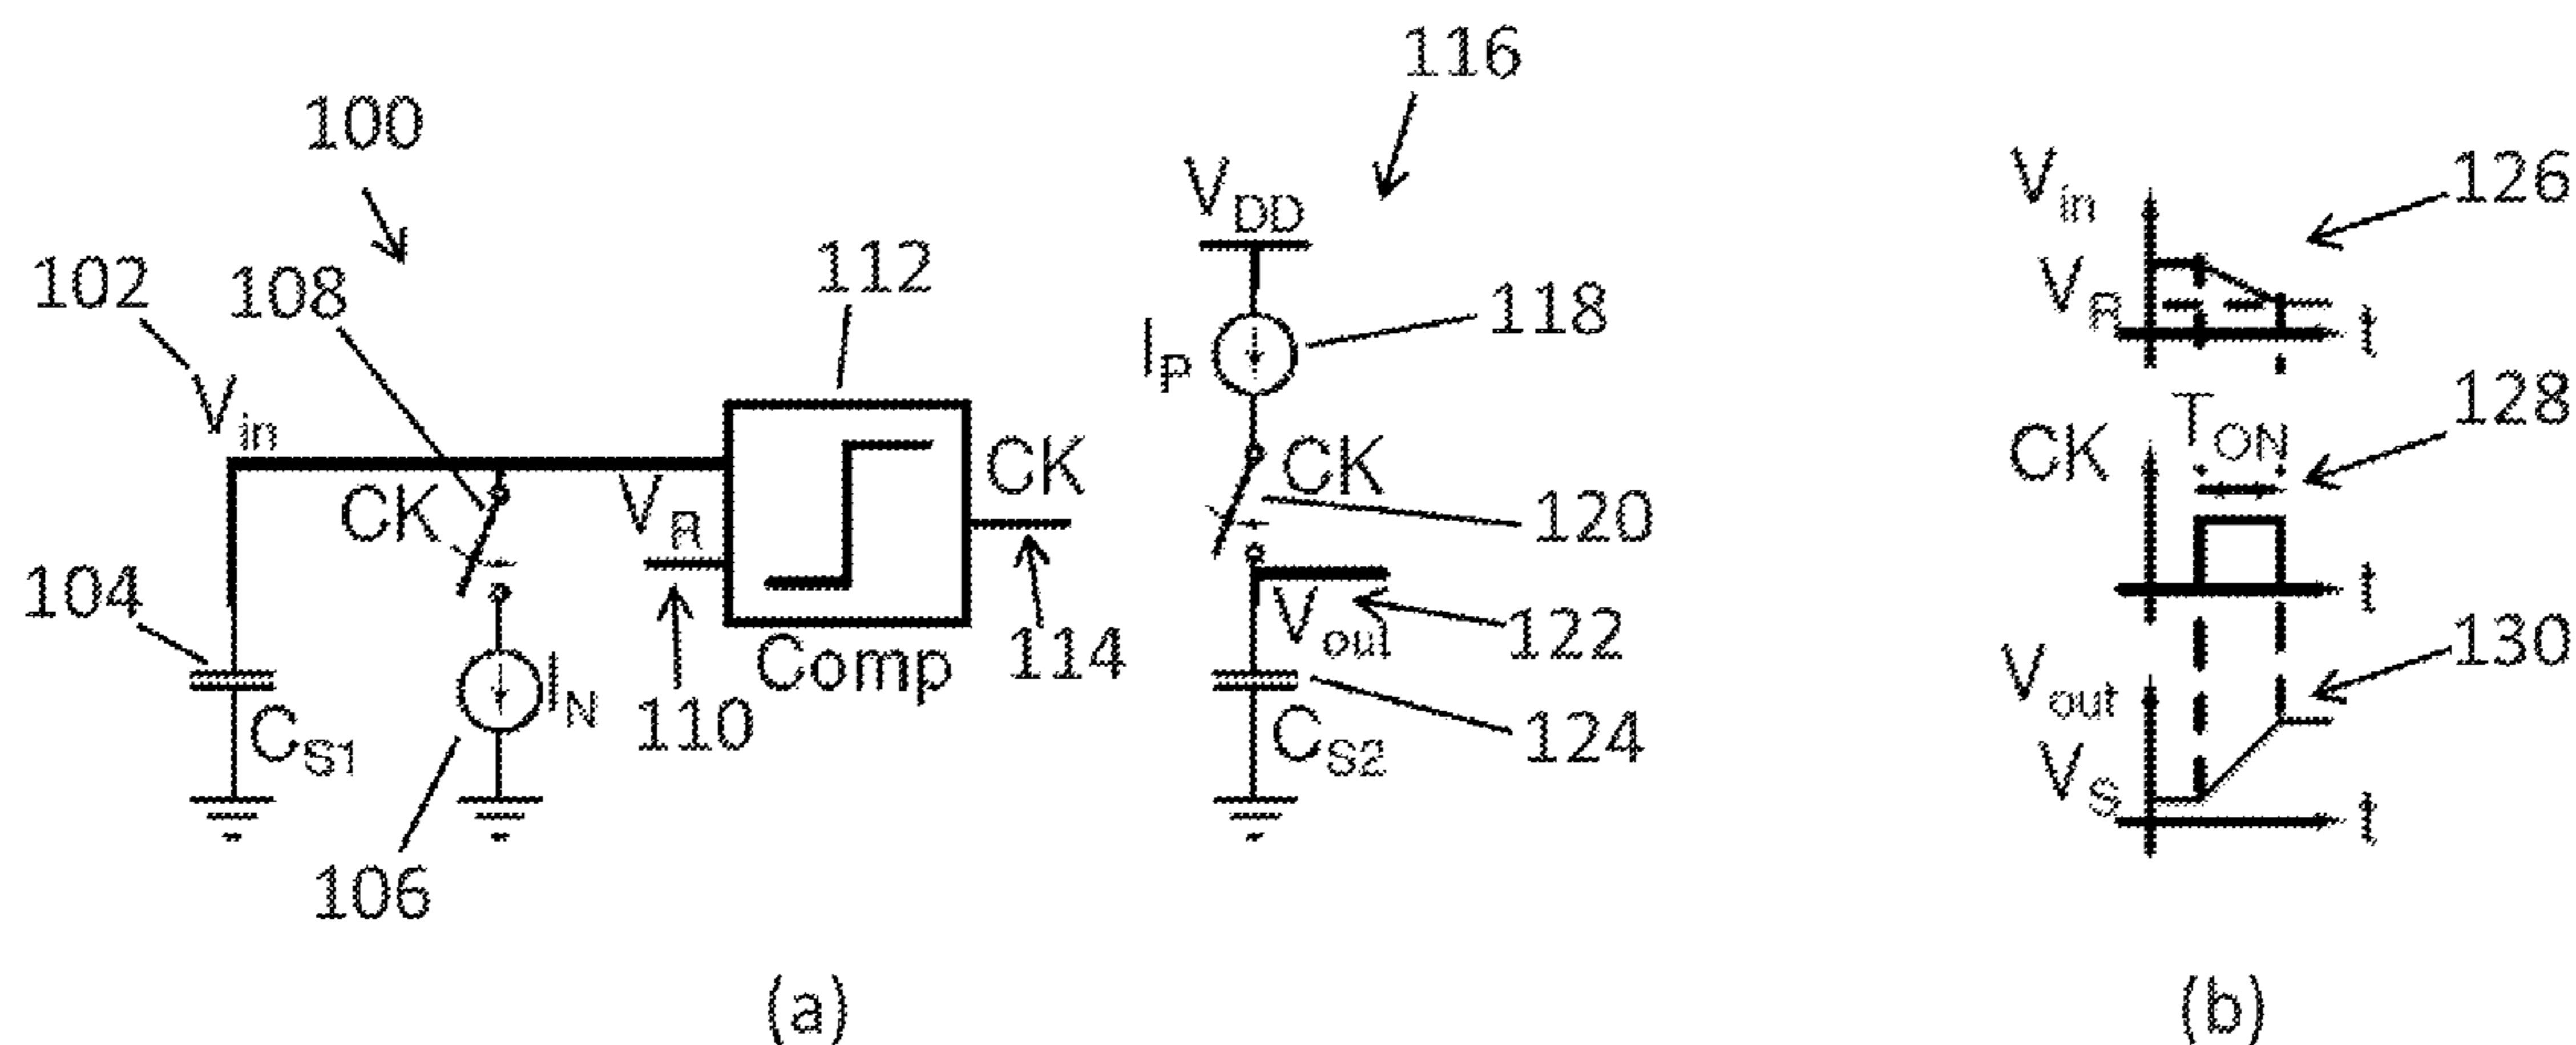 116
100
V_DD
126
V_in
102
108
112
118
V_R
t
I_P
V_in
128
T_ON
CK
CK
CK
CK
V_R
120
104
t
V_out
122
130
114
Comp
I_N
110
V_out
C_S1
C_S2
124
V_S
t
106
(a)
(b)